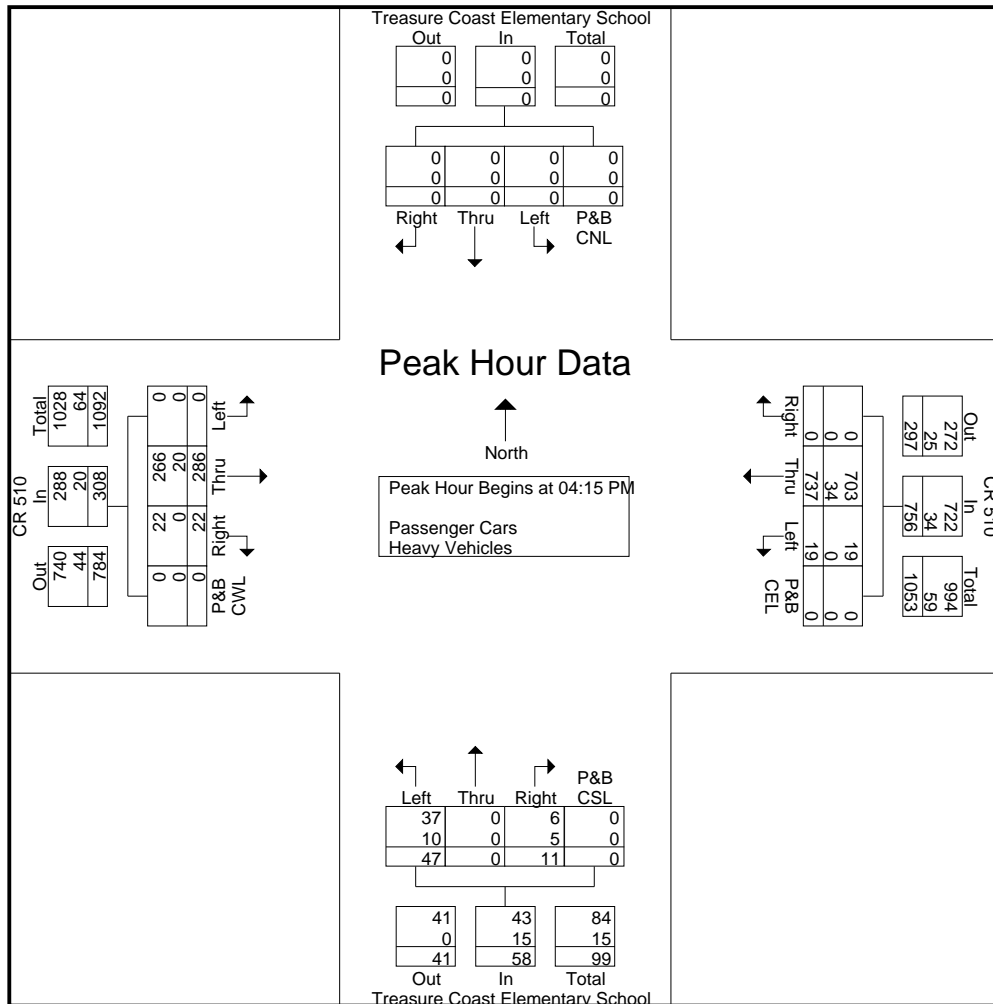 Treasure Coast Elementary School
Out In Total
0 0 0
0 0 0
0 0 0
0 0 0 0
0 0 0 0
0 0 0 0
Right Thru Left P&B
CNL
Peak Hour Data
North
Peak Hour Begins at 04:15 PM
Passenger Cars
Heavy Vehicles
CR 510
Out In Total
740 288 1028
44 20 64
784 308 1092
0 22 266 0
0 0 20 0
0 22 286 0
P&B Right Thru Left
CWL
CR 510
Out In Total
272 722 994
25 34 59
297 756 1053
0 703 19 0
0 34 0 0
0 737 19 0
Right Thru Left P&B
CEL
Left Thru Right P&B
CSL
37 0 6 0
10 0 5 0
47 0 11 0
41 43 84
0 15 15
41 58 99
Out In Total
Treasure Coast Elementary School